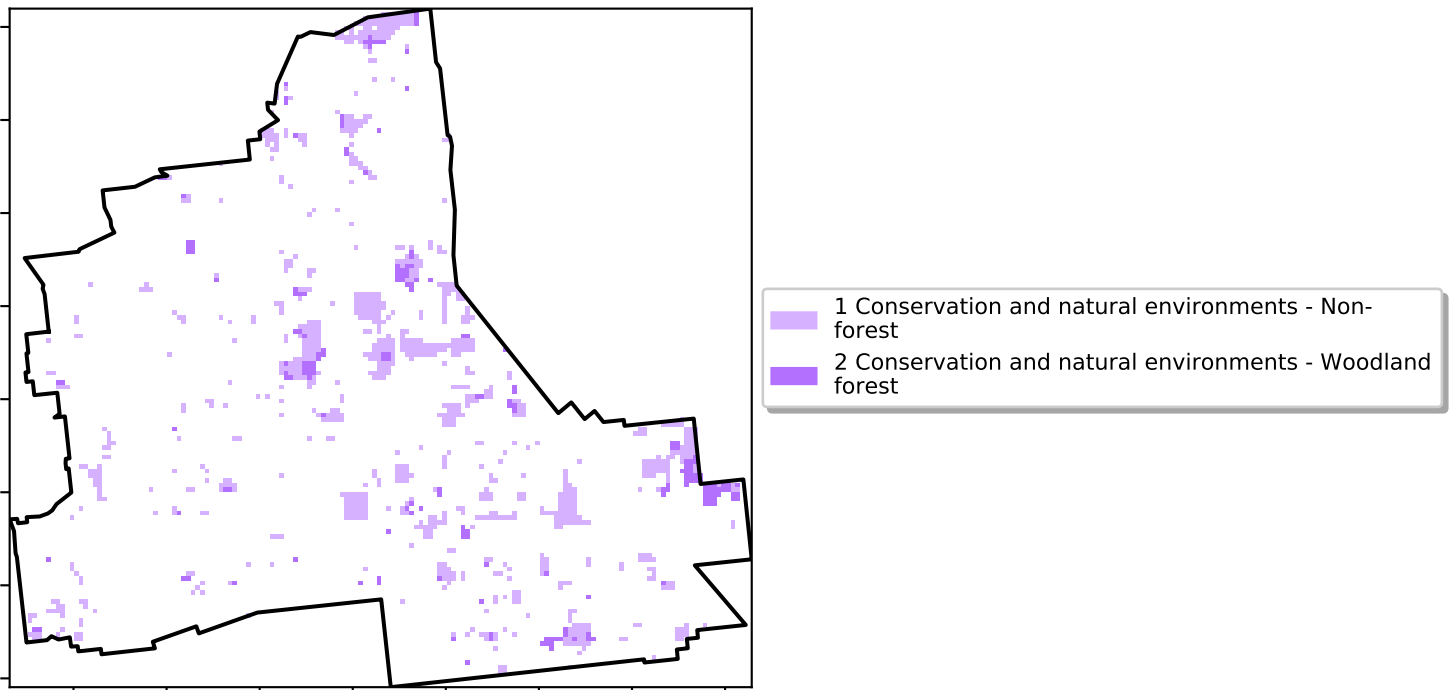 1 Conservation and natural environments - Non-
forest
2 Conservation and natural environments - Woodland
forest